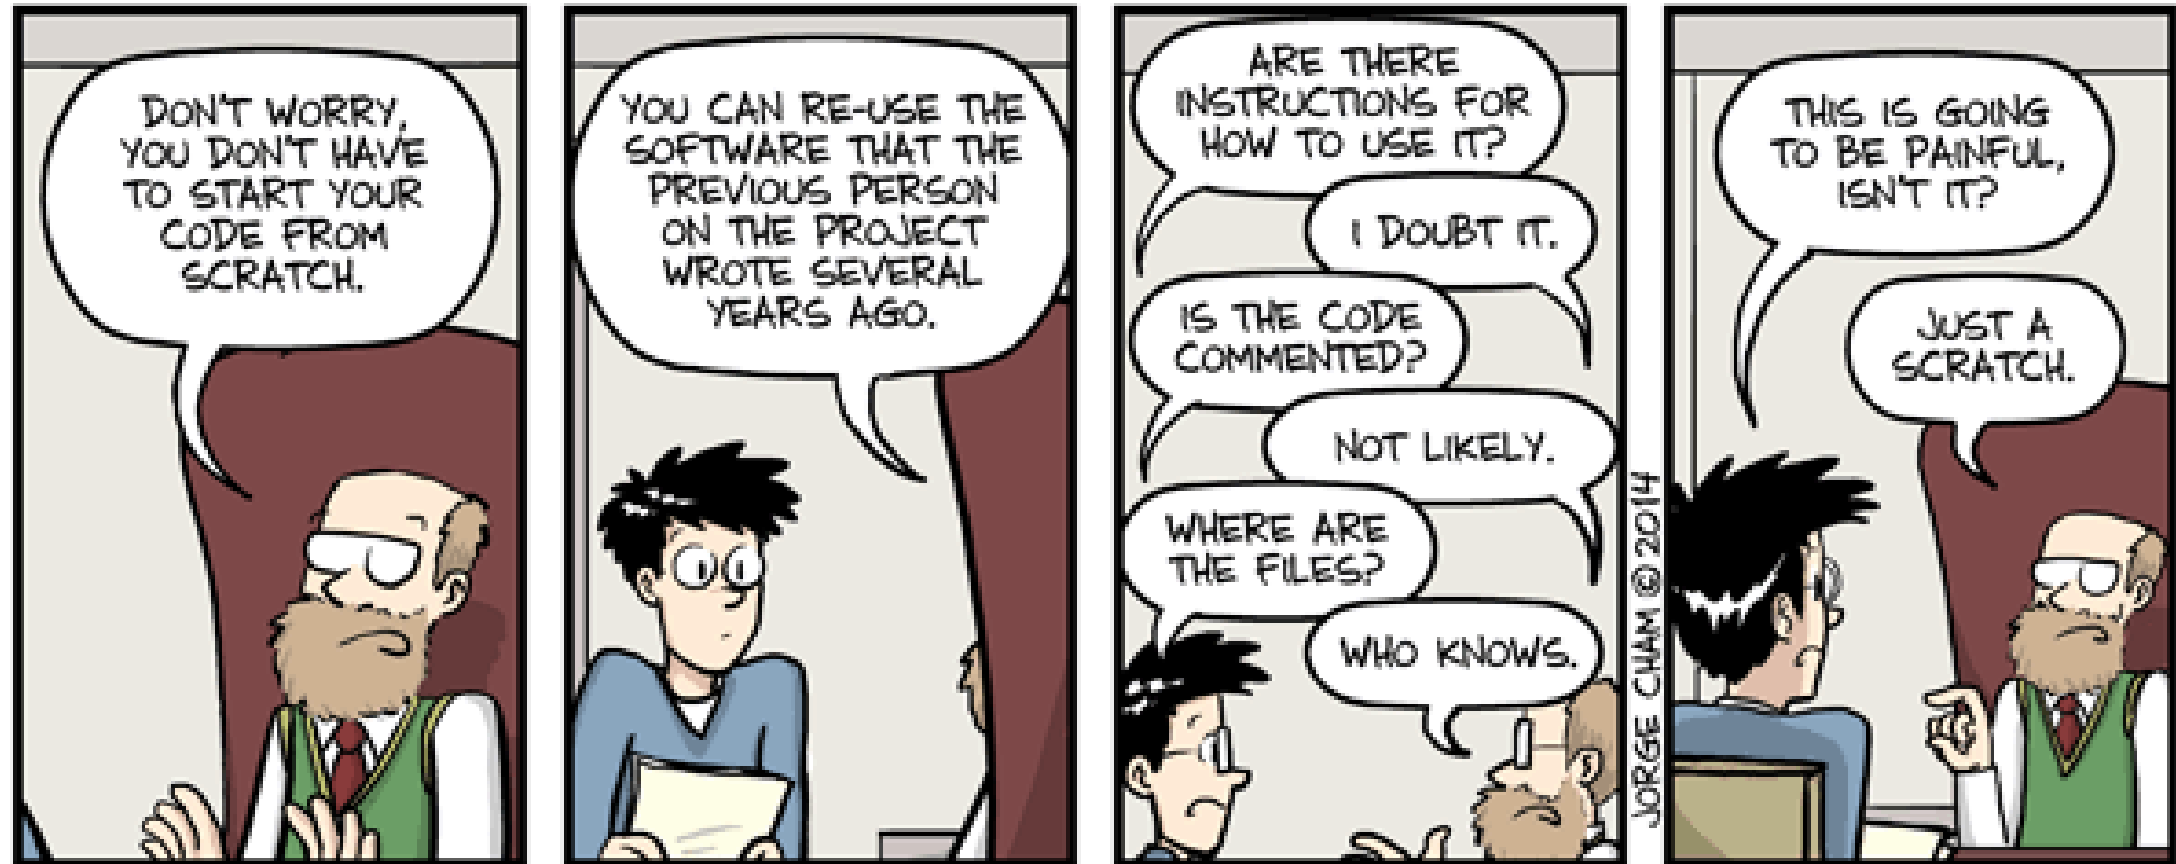 DON'T WORRY,
YOU DON'T HAVE
TO START YOUR
CODE FROM
SCRATCH.
YOU CAN RE-USE THE
SOFTWARE THAT THE
PREVIOUS PERSON
ON THE PROJECT
WROTE SEVERAL
YEARS AGO.
ARE THERE
INSTRUCTIONS FOR
HOW TO USE IT?
I DOUBT IT.
IS THE CODE
COMMENTED?
NOT LIKELY.
WHERE ARE
THE FILES?
WHO KNOWS.
JORGE CHAM © 2014
THIS IS GOING
TO BE PAINFUL,
ISN'T IT?
JUST A
SCRATCH.